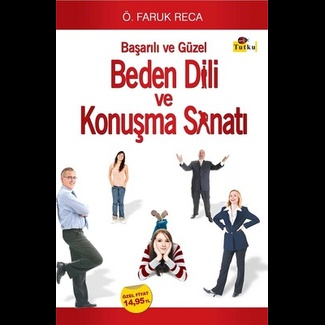 Ö. FARUK RECA
Tutku
Başarılı ve Güzel
Beden Dili
ve
Konuşma Sanatı
ÖZEL FİYAT
14,95 TL